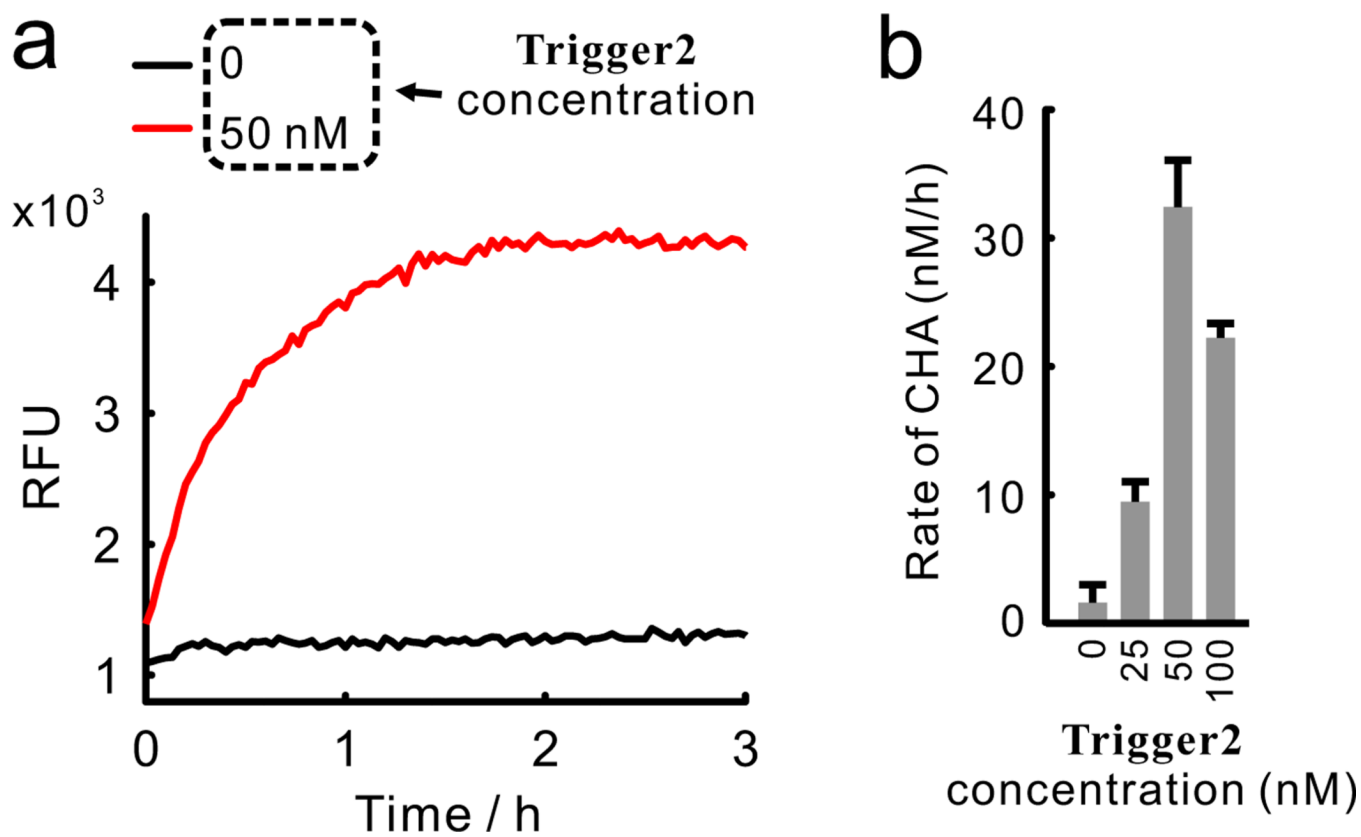 a
0
50 nM
Trigger2
concentration
x10³
4
3
2
1
RFU
0
1
2
3
Time / h
b
40
30
20
10
0
Rate of CHA (nM/h)
0
25
50
100
Trigger2
concentration (nM)